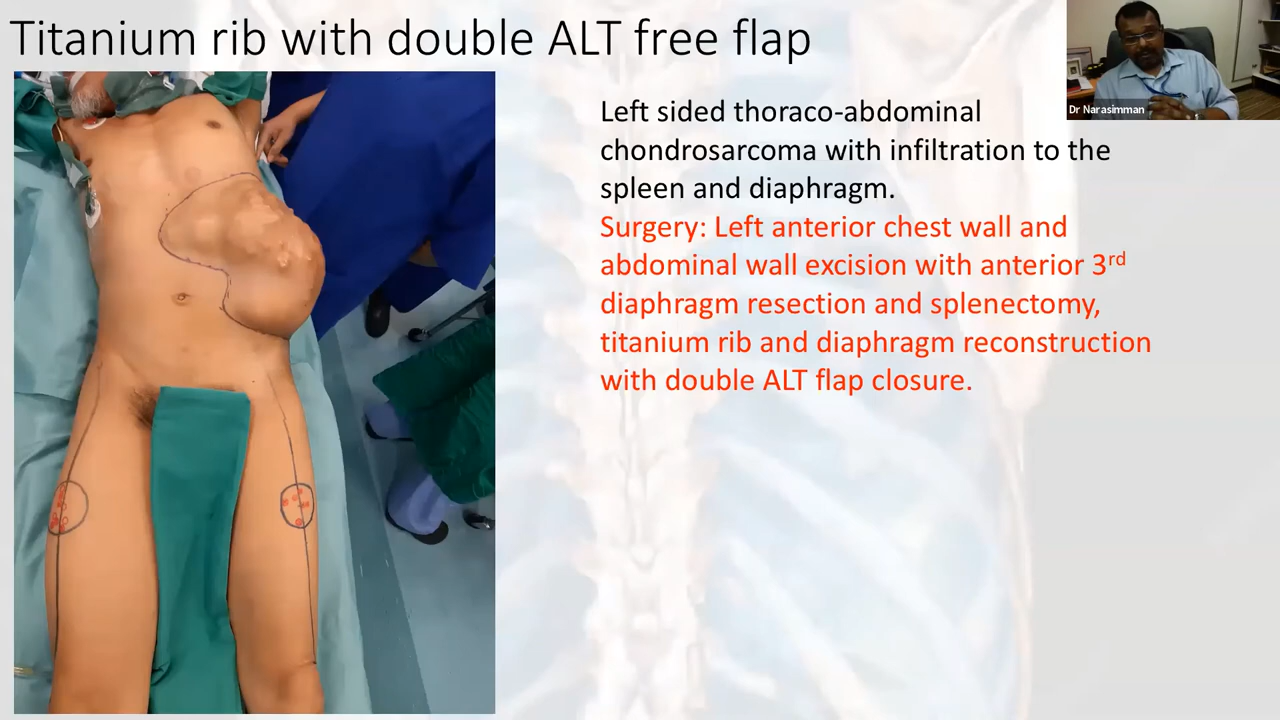 Titanium rib with double ALT free flap
Dr Narasimman
Left sided thoraco-abdominal
chondrosarcoma with infiltration to the
spleen and diaphragm.
Surgery: Left anterior chest wall and
abdominal wall excision with anterior 3rd
diaphragm resection and splenectomy,
titanium rib and diaphragm reconstruction
with double ALT flap closure.